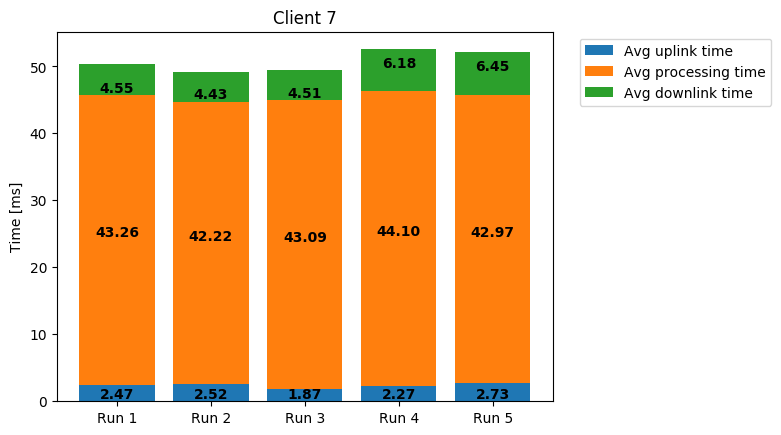 Client 7
Avg uplink time
Avg processing time
Avg downlink time
Time [ms]
50
40
30
20
10
0
4.55
4.43
4.51
6.18
6.45
43.26
42.22
43.09
44.10
42.97
2.47
2.52
1.87
2.27
2.73
Run 1
Run 2
Run 3
Run 4
Run 5